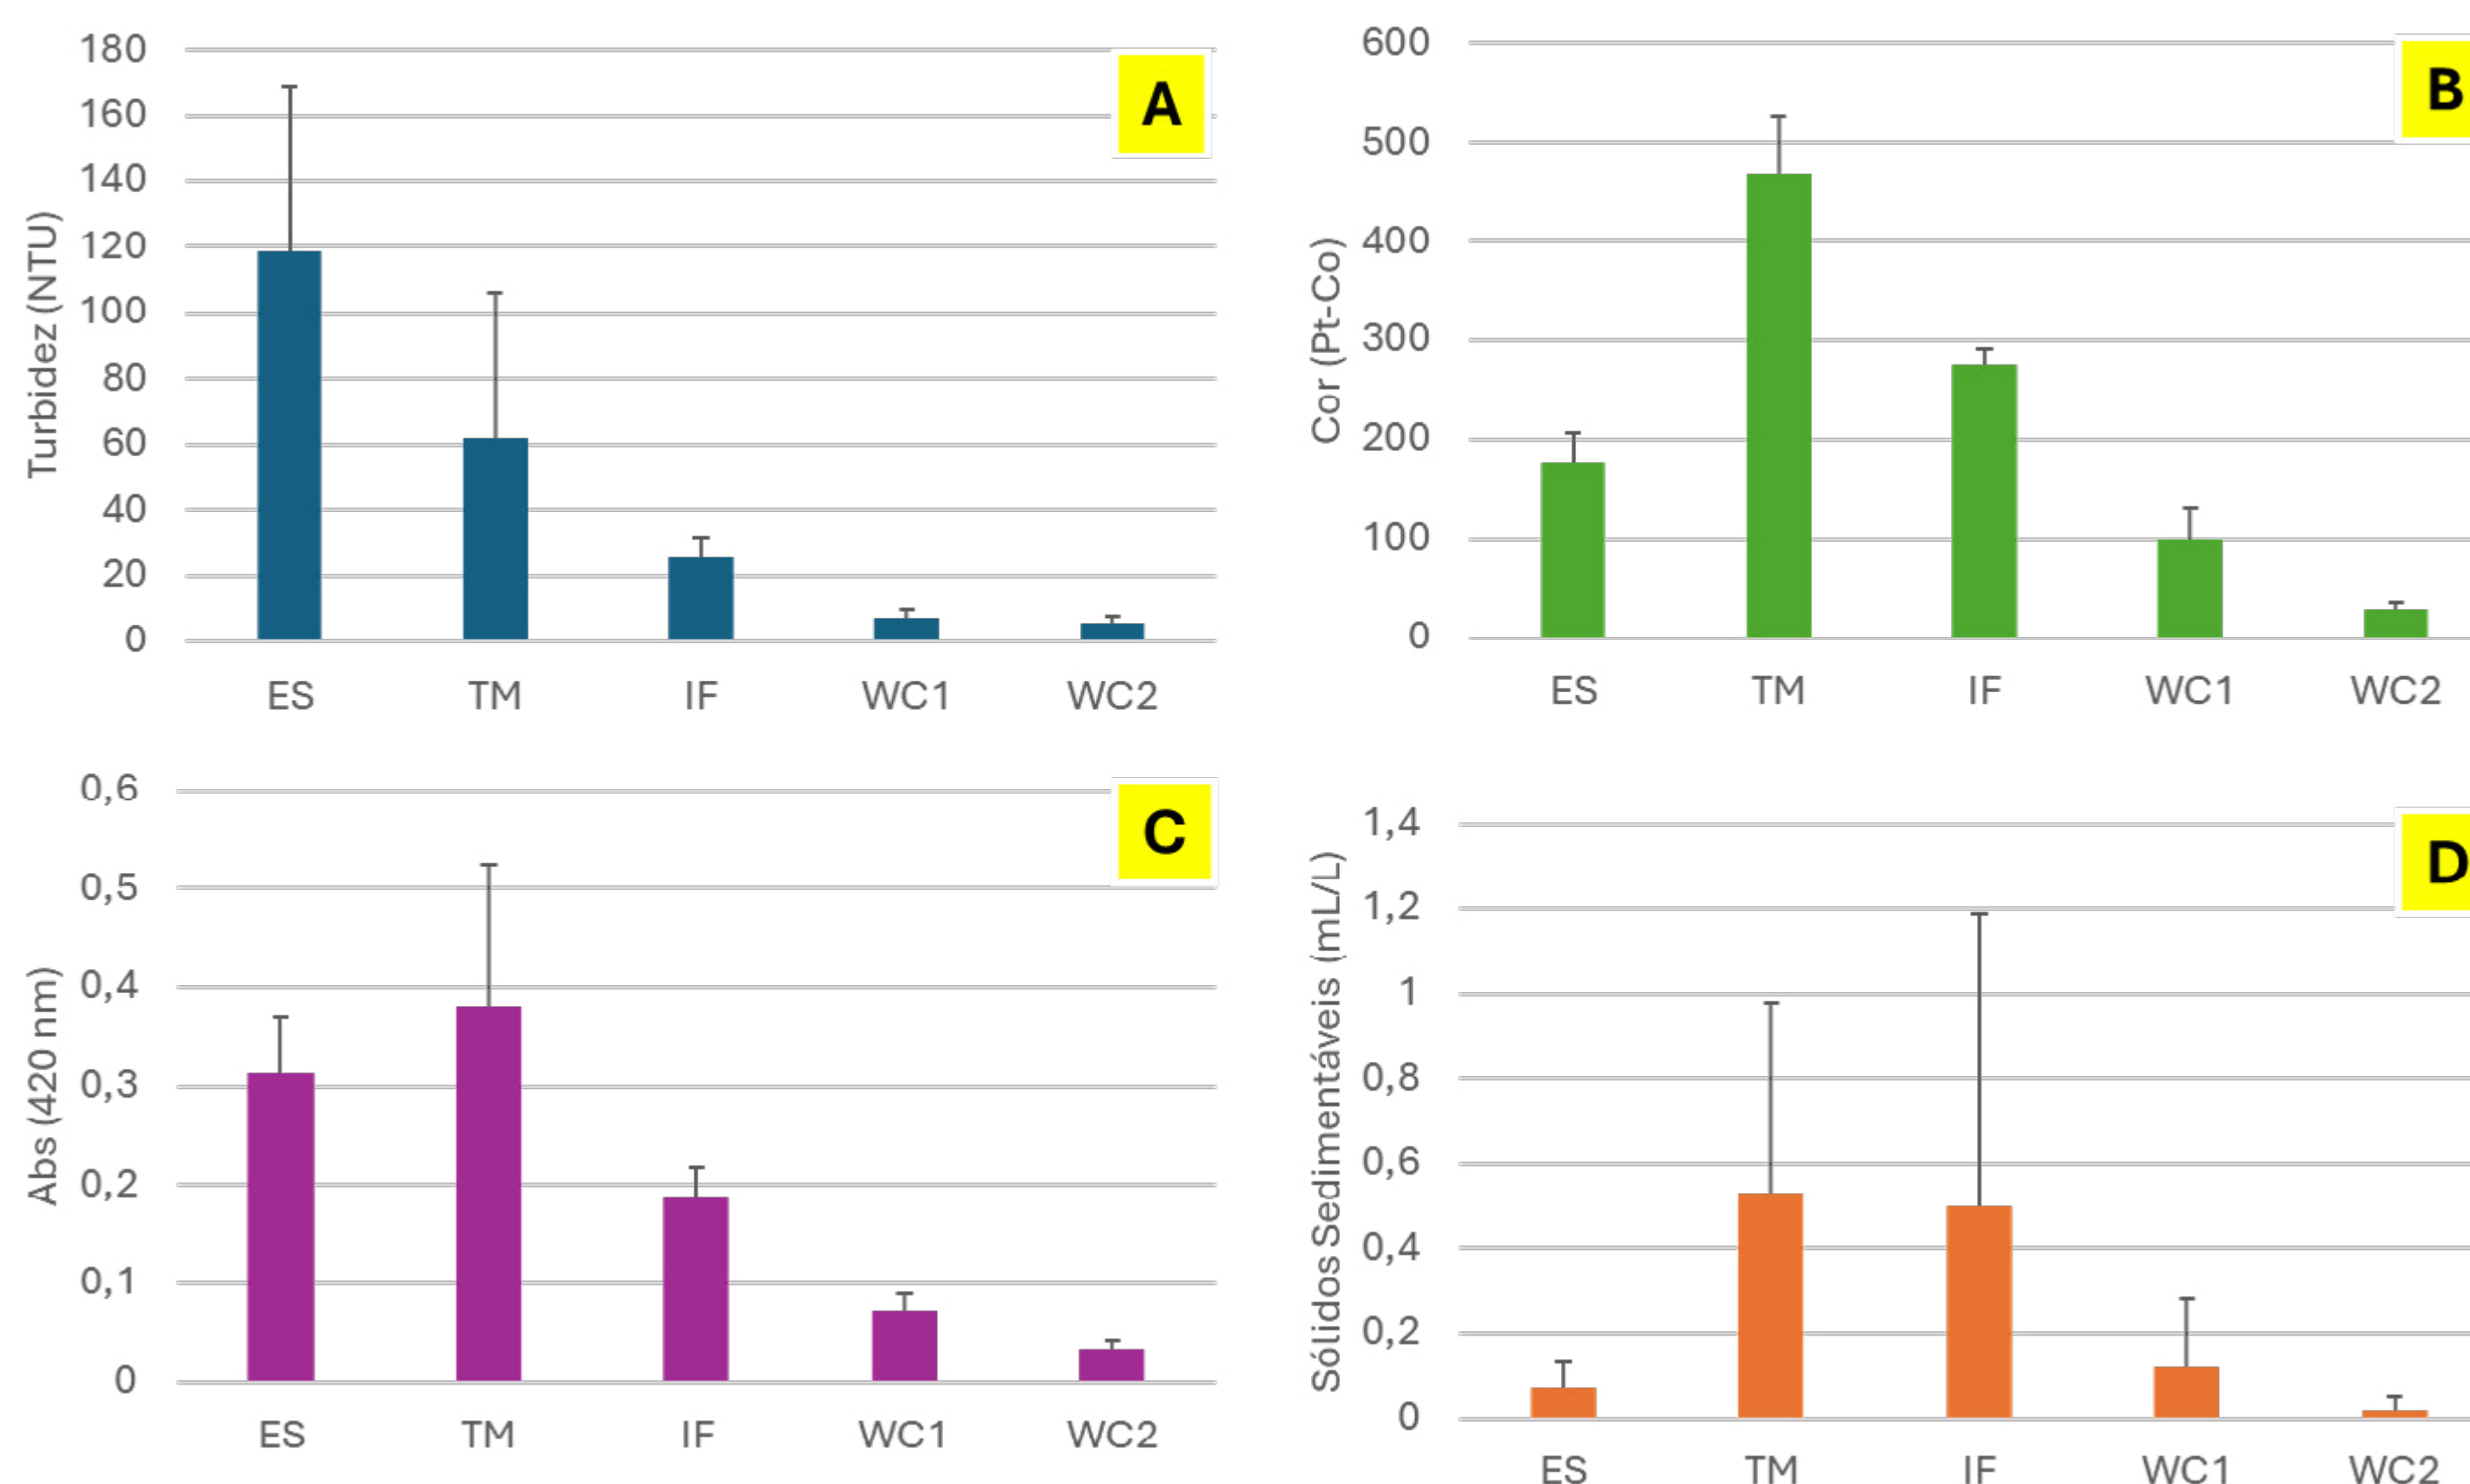 A
Turbidez (NTU)
180
160
140
120
100
80
60
40
20
0
ES TM IF WC1 WC2
B
Cor (Pt-Co)
600
500
400
300
200
100
0
ES TM IF WC1 WC2
C
Abs (420 nm)
0,6
0,5
0,4
0,3
0,2
0,1
0
ES TM IF WC1 WC2
D
Sólidos Sedimentáveis (mL/L)
1,4
1,2
1
0,8
0,6
0,4
0,2
0
ES TM IF WC1 WC2